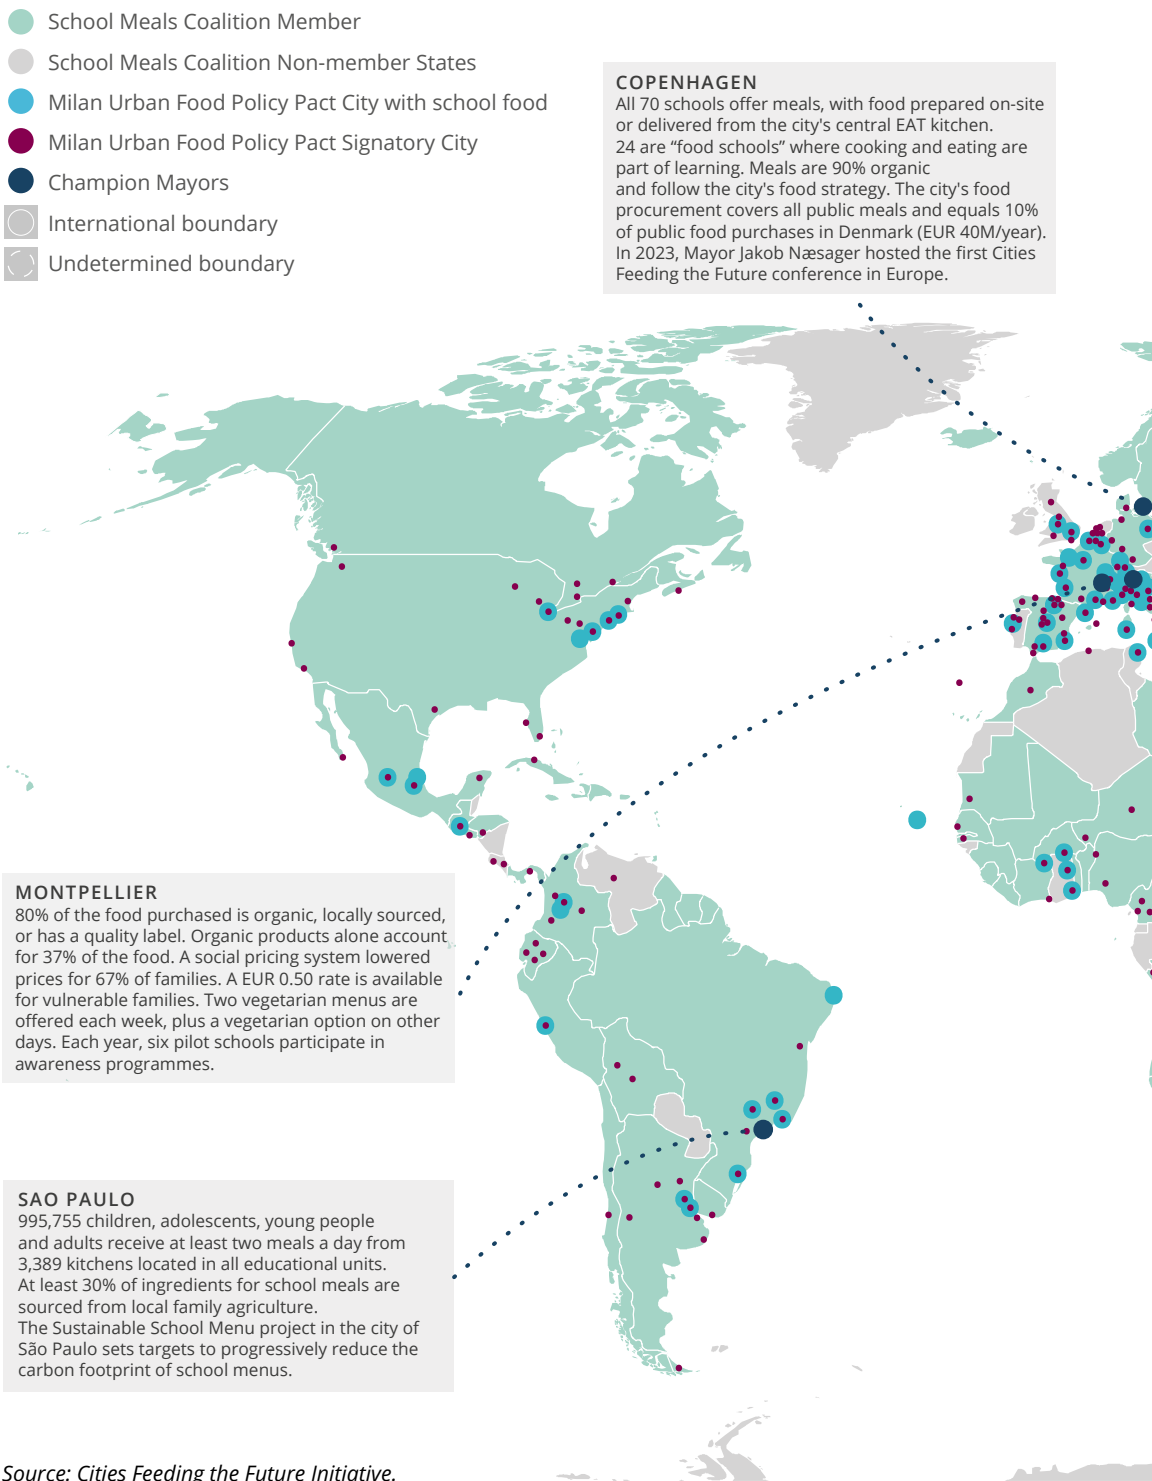 School Meals Coalition Member
School Meals Coalition Non-member States
Milan Urban Food Policy Pact City with school food
Milan Urban Food Policy Pact Signatory City
Champion Mayors
International boundary
Undetermined boundary
COPENHAGEN
All 70 schools offer meals, with food prepared on-site
or delivered from the city's central EAT kitchen.
24 are “food schools” where cooking and eating are
part of learning. Meals are 90% organic
and follow the city's food strategy. The city's food
procurement covers all public meals and equals 10%
of public food purchases in Denmark (EUR 40M/year).
In 2023, Mayor Jakob Næsager hosted the first Cities
Feeding the Future conference in Europe.
MONTPELLIER
80% of the food purchased is organic, locally sourced,
or has a quality label. Organic products alone account
for 37% of the food. A social pricing system lowered
prices for 67% of families. A EUR 0.50 rate is available
for vulnerable families. Two vegetarian menus are
offered each week, plus a vegetarian option on other
days. Each year, six pilot schools participate in
awareness programmes.
SAO PAULO
995,755 children, adolescents, young people
and adults receive at least two meals a day from
3,389 kitchens located in all educational units.
At least 30% of ingredients for school meals are
sourced from local family agriculture.
The Sustainable School Menu project in the city of
São Paulo sets targets to progressively reduce the
carbon footprint of school menus.
Source: Cities Feeding the Future Initiative.